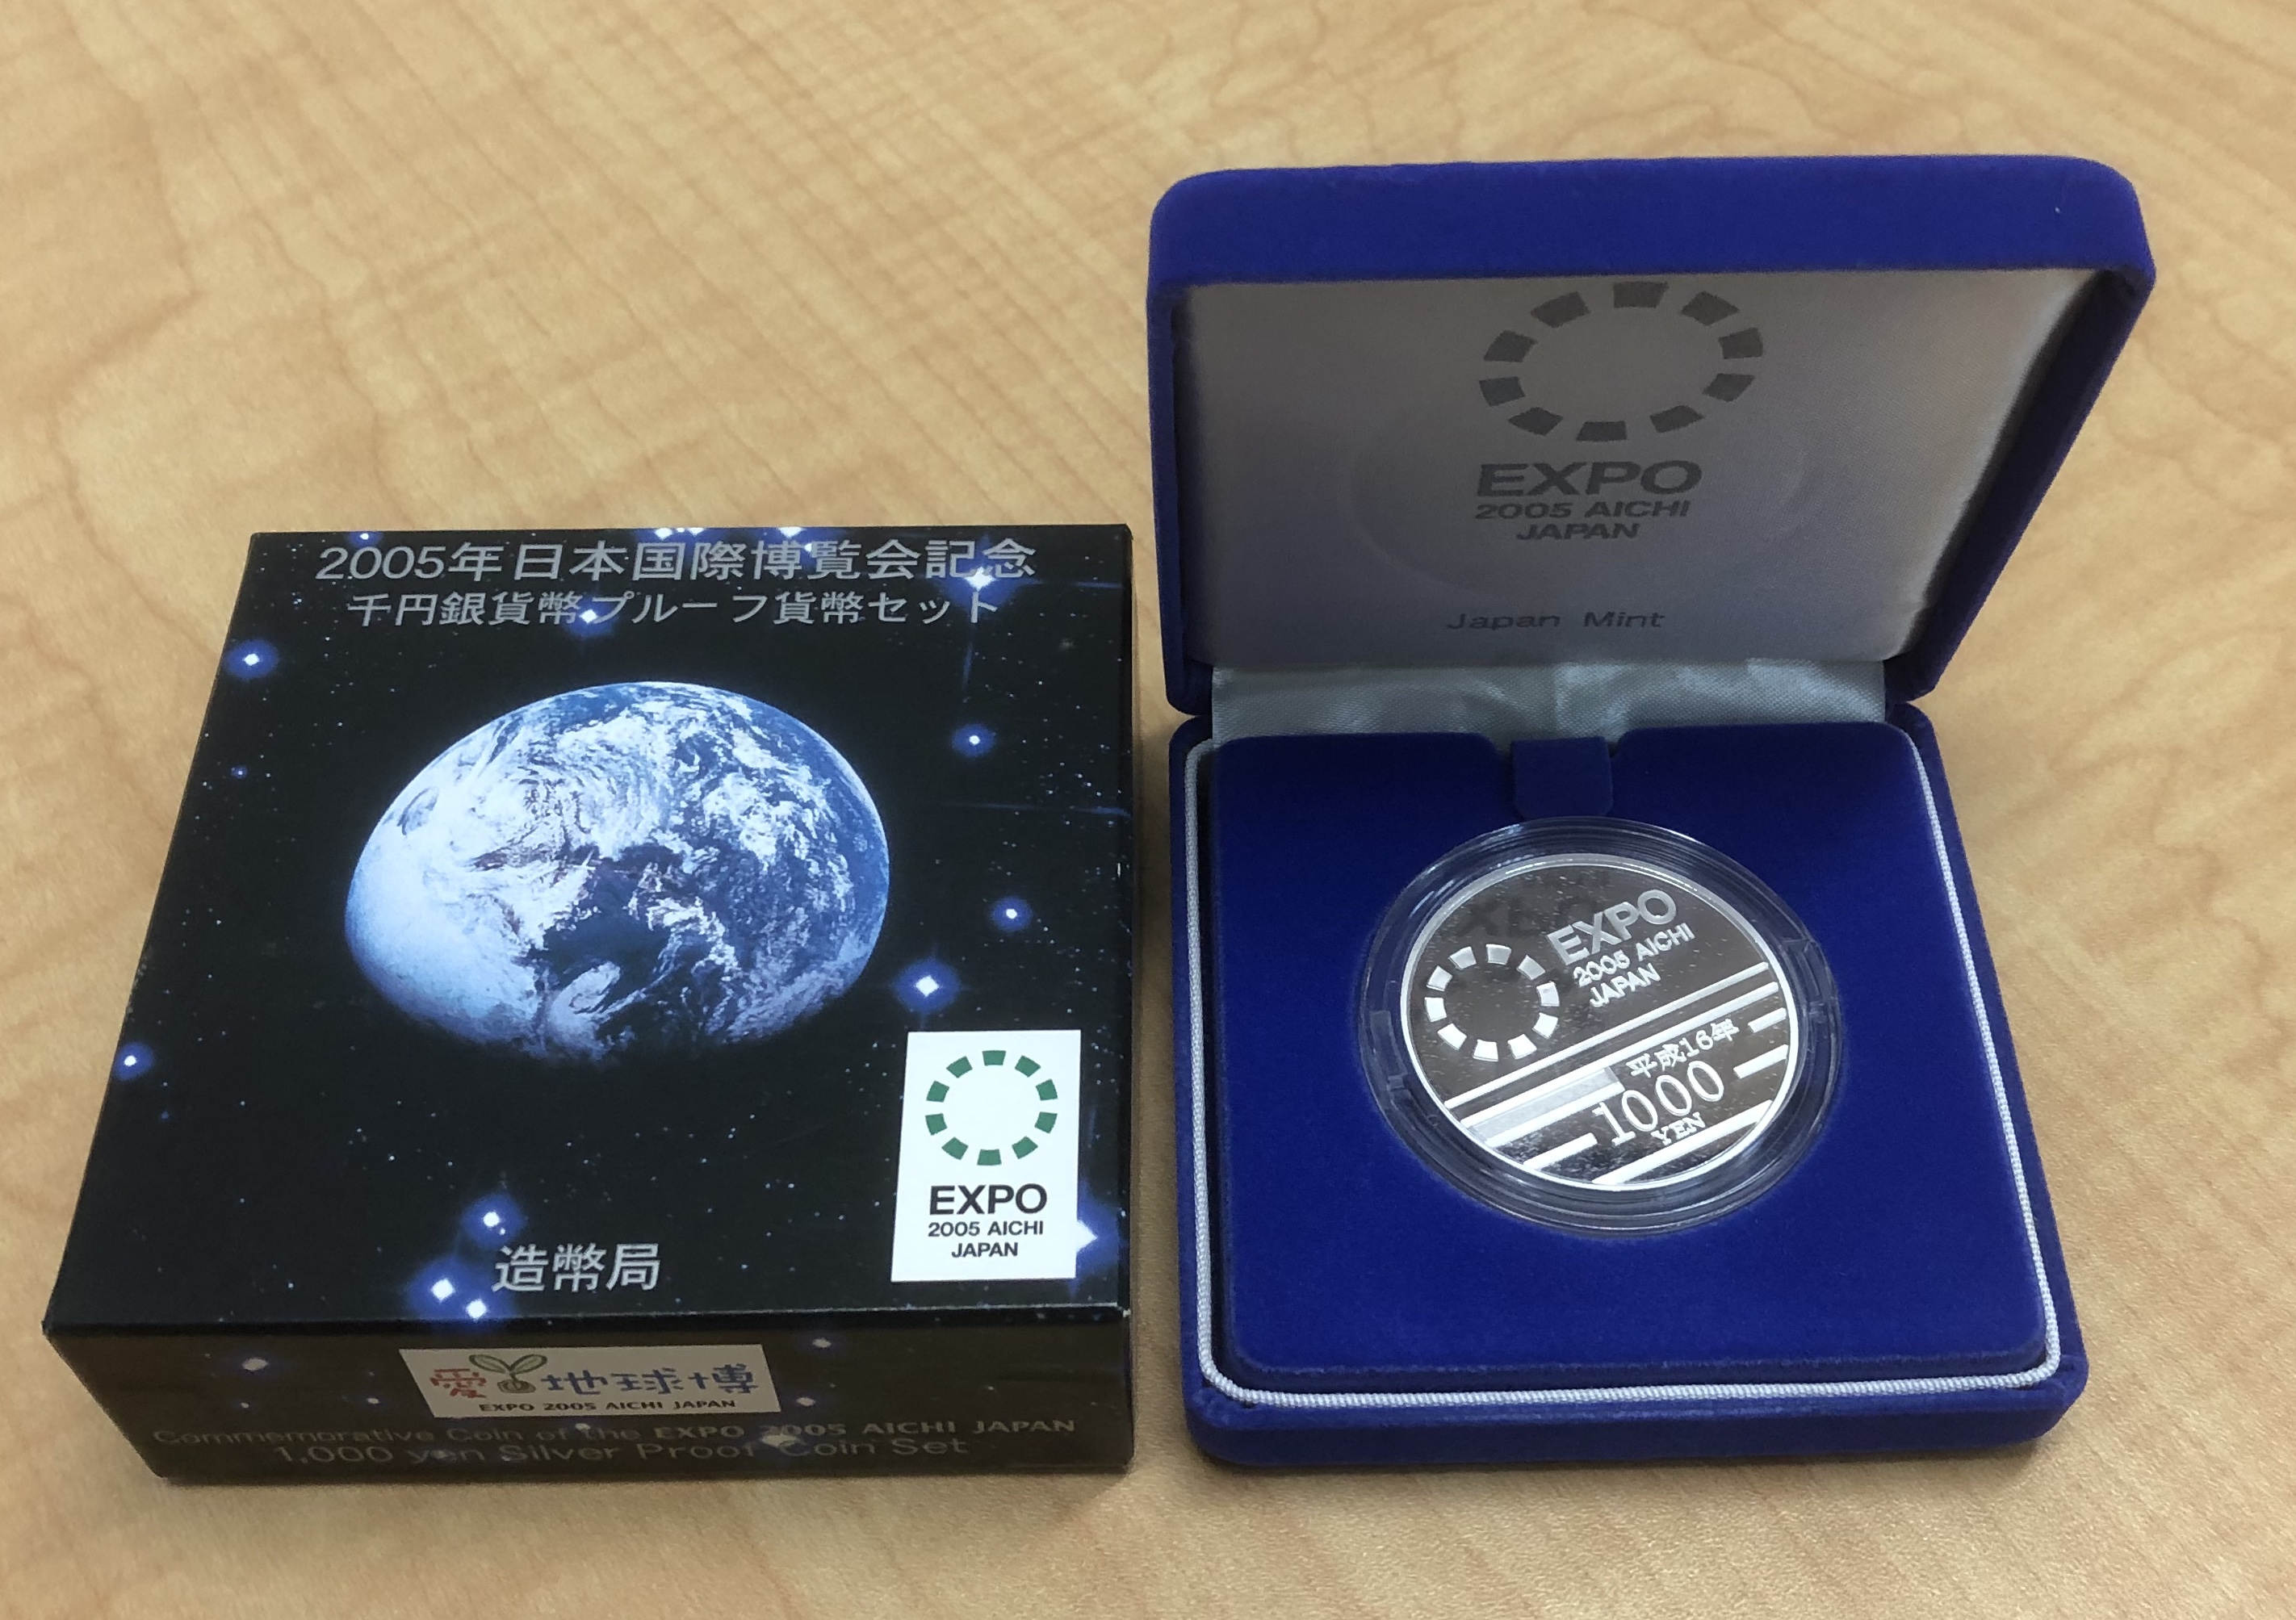 2005年日本国際博覧会記念
千円銀貨幣プルーフ貨幣セット
EXPO
2005 AICHI
JAPAN
造幣局
愛 地球博
EXPO 2005 AICHI JAPAN
Commemorative Coin of the EXPO 2005 AICHI JAPAN
1,000 yen Silver Proof Coin Set
EXPO
2005 AICHI
JAPAN
Japan Mint
EXPO
2005 AICHI
JAPAN
平成16年
1000
YEN